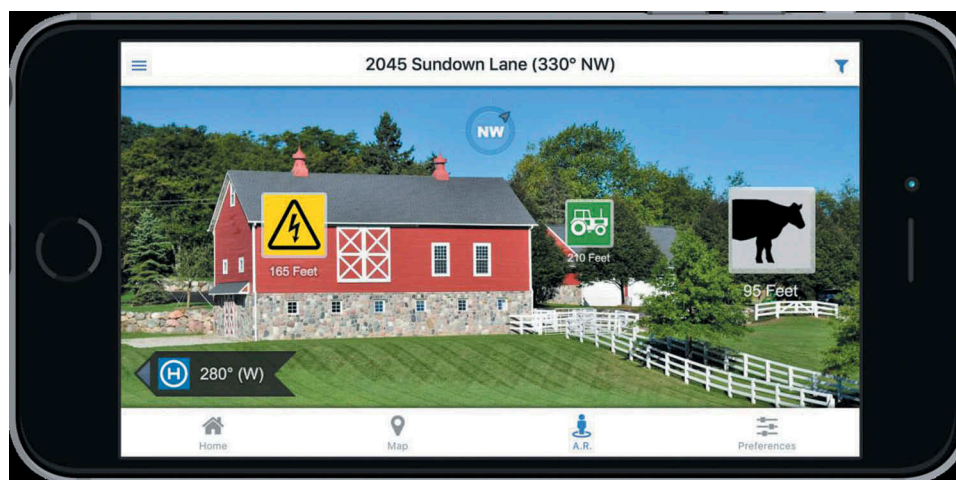 2045 Sundown Lane (330° NW)
NW
165 Feet
210 Feet
95 Feet
H 280° (W)
Home
Map
A.R.
Preferences